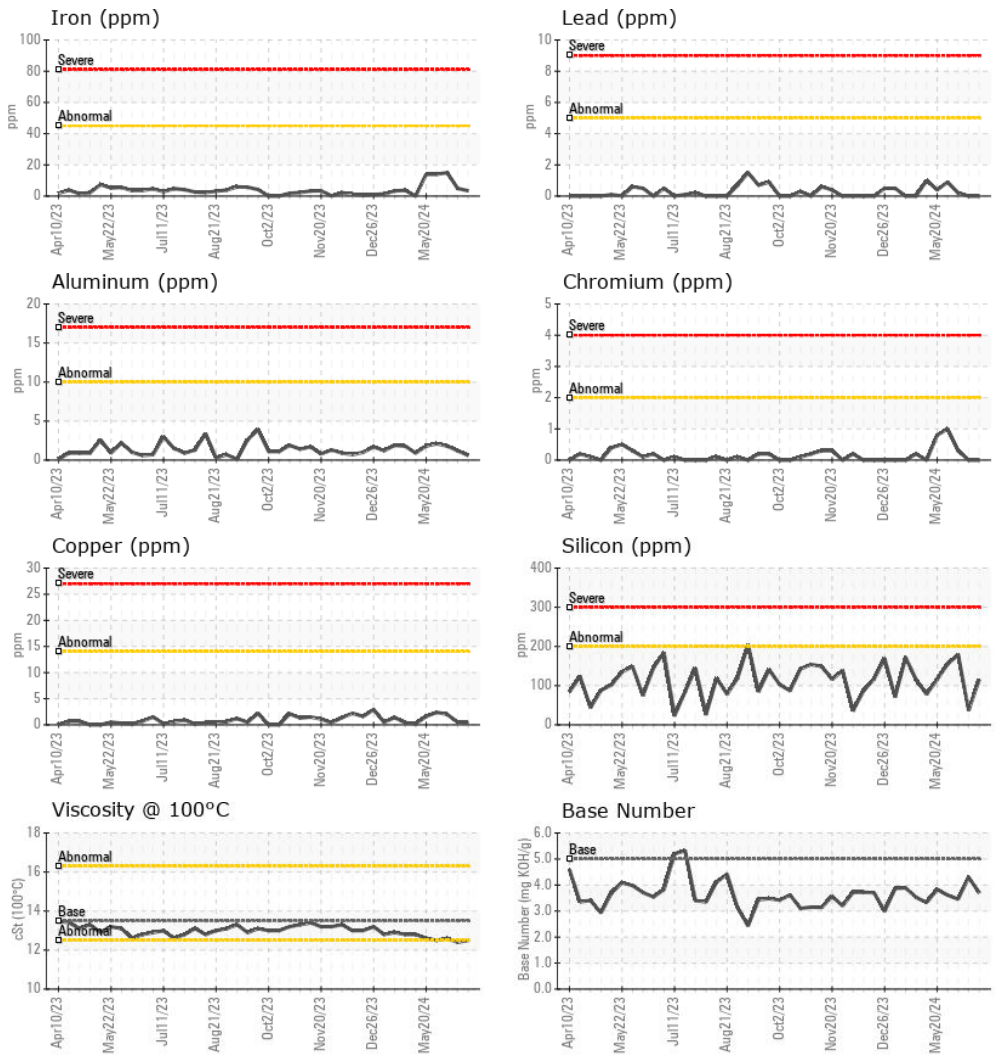 Iron (ppm)
100
80
60
40
20
0
ppm
Severe
Abnormal
Apr10/23
May22/23
Jul11/23
Aug21/23
Oct2/23
Nov20/23
Dec26/23
May20/24
Lead (ppm)
10
8
6
4
2
0
ppm
Severe
Abnormal
Apr10/23
May22/23
Jul11/23
Aug21/23
Oct2/23
Nov20/23
Dec26/23
May20/24
Aluminum (ppm)
20
15
10
5
0
ppm
Severe
Abnormal
Apr10/23
May22/23
Jul11/23
Aug21/23
Oct2/23
Nov20/23
Dec26/23
May20/24
Chromium (ppm)
5
4
3
2
1
0
ppm
Severe
Abnormal
Apr10/23
May22/23
Jul11/23
Aug21/23
Oct2/23
Nov20/23
Dec26/23
May20/24
Copper (ppm)
30
25
20
15
10
5
0
ppm
Severe
Abnormal
Apr10/23
May22/23
Jul11/23
Aug21/23
Oct2/23
Nov20/23
Dec26/23
May20/24
Silicon (ppm)
400
300
200
100
0
ppm
Severe
Abnormal
Apr10/23
May22/23
Jul11/23
Aug21/23
Oct2/23
Nov20/23
Dec26/23
May20/24
Viscosity @ 100°C
18
16
14
12
10
cSt (100°C)
Abnormal
Base
Abnormal
Apr10/23
May22/23
Jul11/23
Aug21/23
Oct2/23
Nov20/23
Dec26/23
May20/24
Base Number
6.0
5.0
4.0
3.0
2.0
1.0
0.0
Base Number (mg KOH/g)
Base
Apr10/23
May22/23
Jul11/23
Aug21/23
Oct2/23
Nov20/23
Dec26/23
May20/24